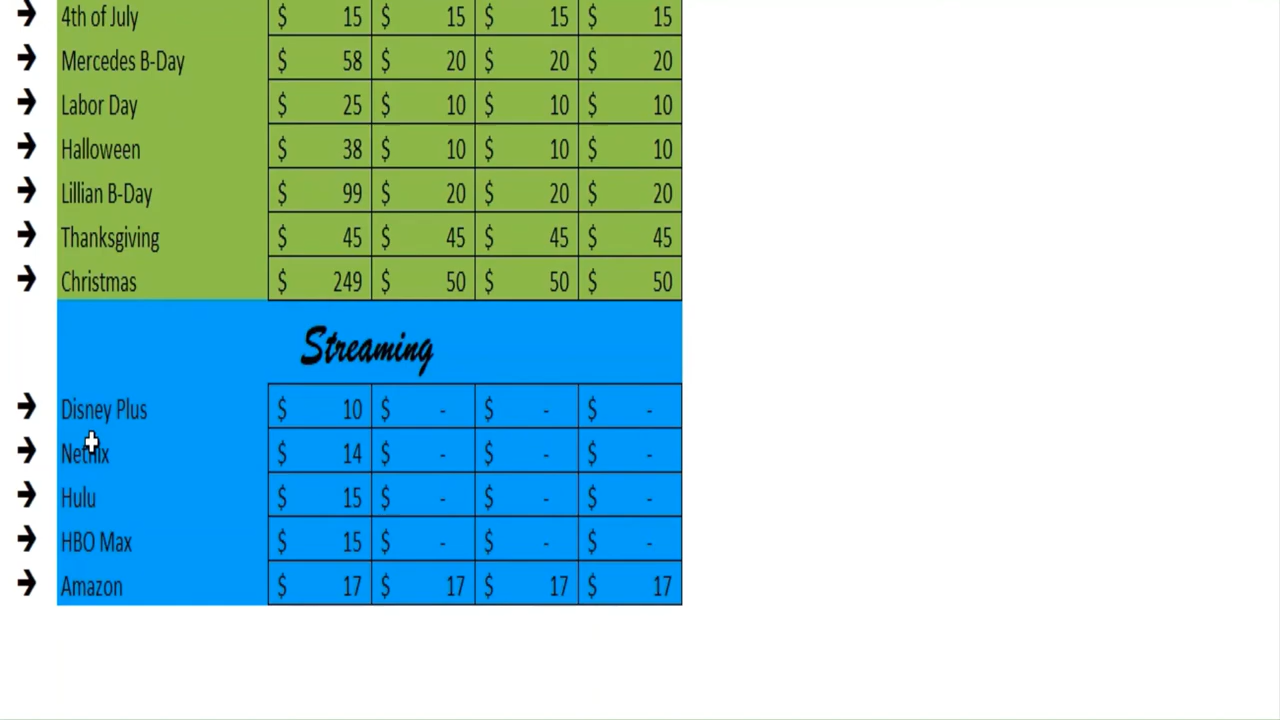 ➔ 4th of July $ 15 $ 15 $ 15 $ 15
➔ Mercedes B-Day $ 58 $ 20 $ 20 $ 20
➔ Labor Day $ 25 $ 10 $ 10 $ 10
➔ Halloween $ 38 $ 10 $ 10 $ 10
➔ Lillian B-Day $ 99 $ 20 $ 20 $ 20
➔ Thanksgiving $ 45 $ 45 $ 45 $ 45
➔ Christmas $ 249 $ 50 $ 50 $ 50
Streaming
➔ Disney Plus $ 10 $ - $ - $ -
➔ Netflix $ 14 $ - $ - $ -
➔ Hulu $ 15 $ - $ - $ -
➔ HBO Max $ 15 $ - $ - $ -
➔ Amazon $ 17 $ 17 $ 17 $ 17